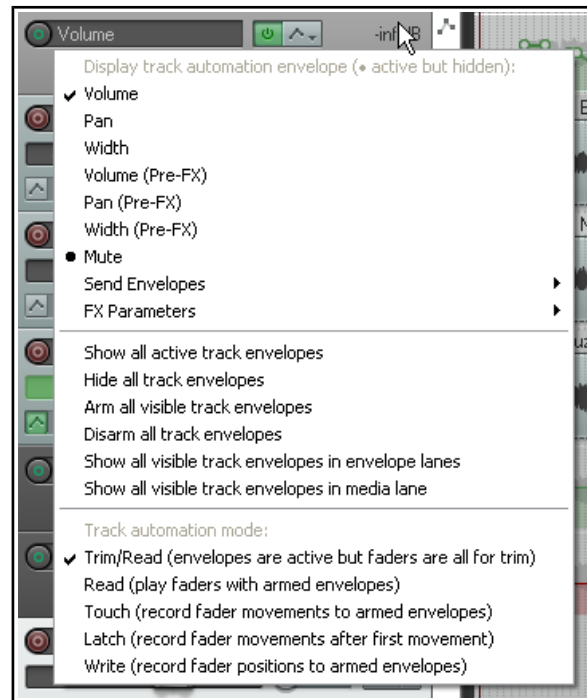 Volume
Display track automation envelope (• active but hidden):
Volume
Pan
Width
Volume (Pre-FX)
Pan (Pre-FX)
Width (Pre-FX)
Mute
Send Envelopes
FX Parameters
Show all active track envelopes
Hide all track envelopes
Arm all visible track envelopes
Disarm all track envelopes
Show all visible track envelopes in envelope lanes
Show all visible track envelopes in media lane
Track automation mode:
Trim/Read (envelopes are active but faders are all for trim)
Read (play faders with armed envelopes)
Touch (record fader movements to armed envelopes)
Latch (record fader movements after first movement)
Write (record fader positions to armed envelopes)